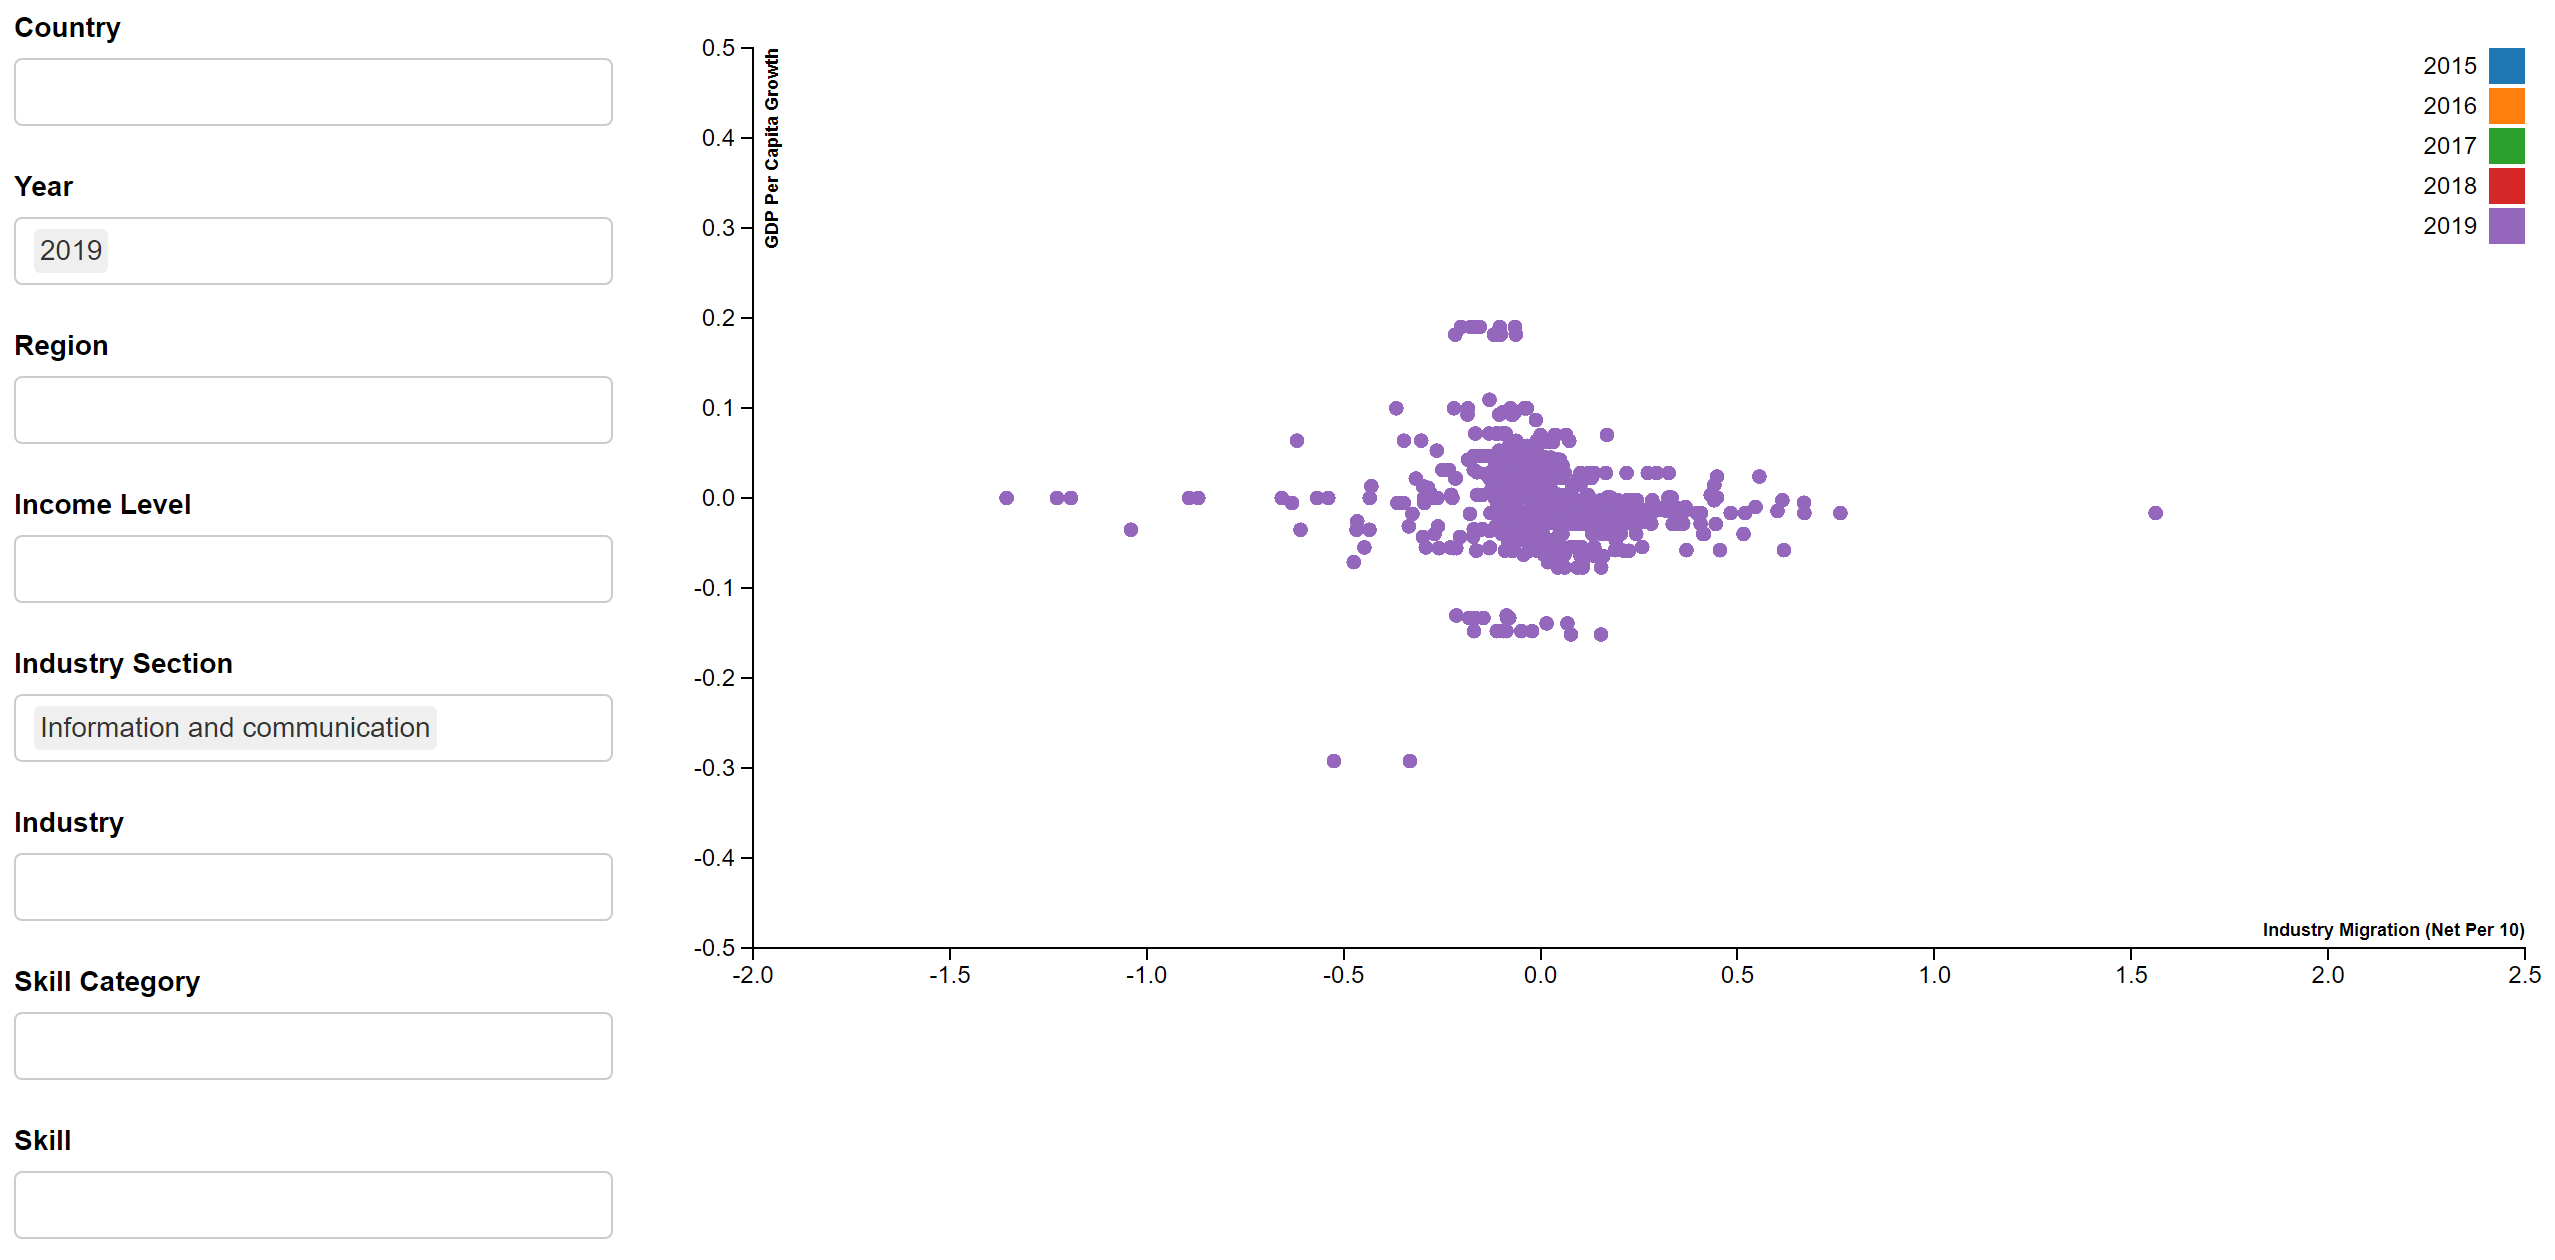 Country
Year
2019
Region
Income Level
Industry Section
Information and communication
Industry
Skill Category
Skill
0.5
0.4
0.3
0.2
0.1
0.0
-0.1
-0.2
-0.3
-0.4
-0.5
GDP Per Capita Growth
2015
2016
2017
2018
2019
Industry Migration (Net Per 10)
-2.0 -1.5 -1.0 -0.5 0.0 0.5 1.0 1.5 2.0 2.5